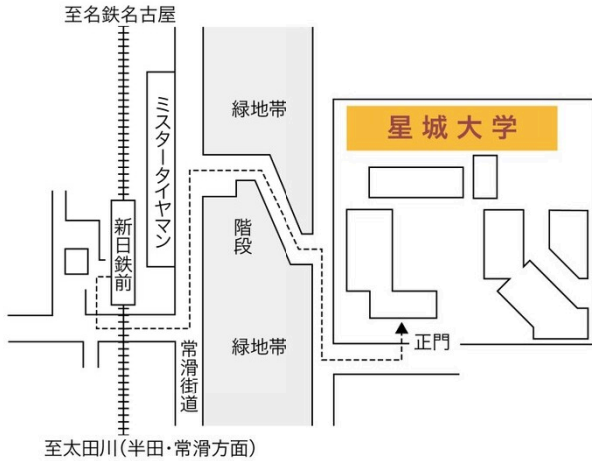 至名鉄名古屋
緑地帯
星城大学
ミスタータイヤマン
新日鉄前
階段
緑地帯
正門
常滑街道
至太田川(半田・常滑方面)